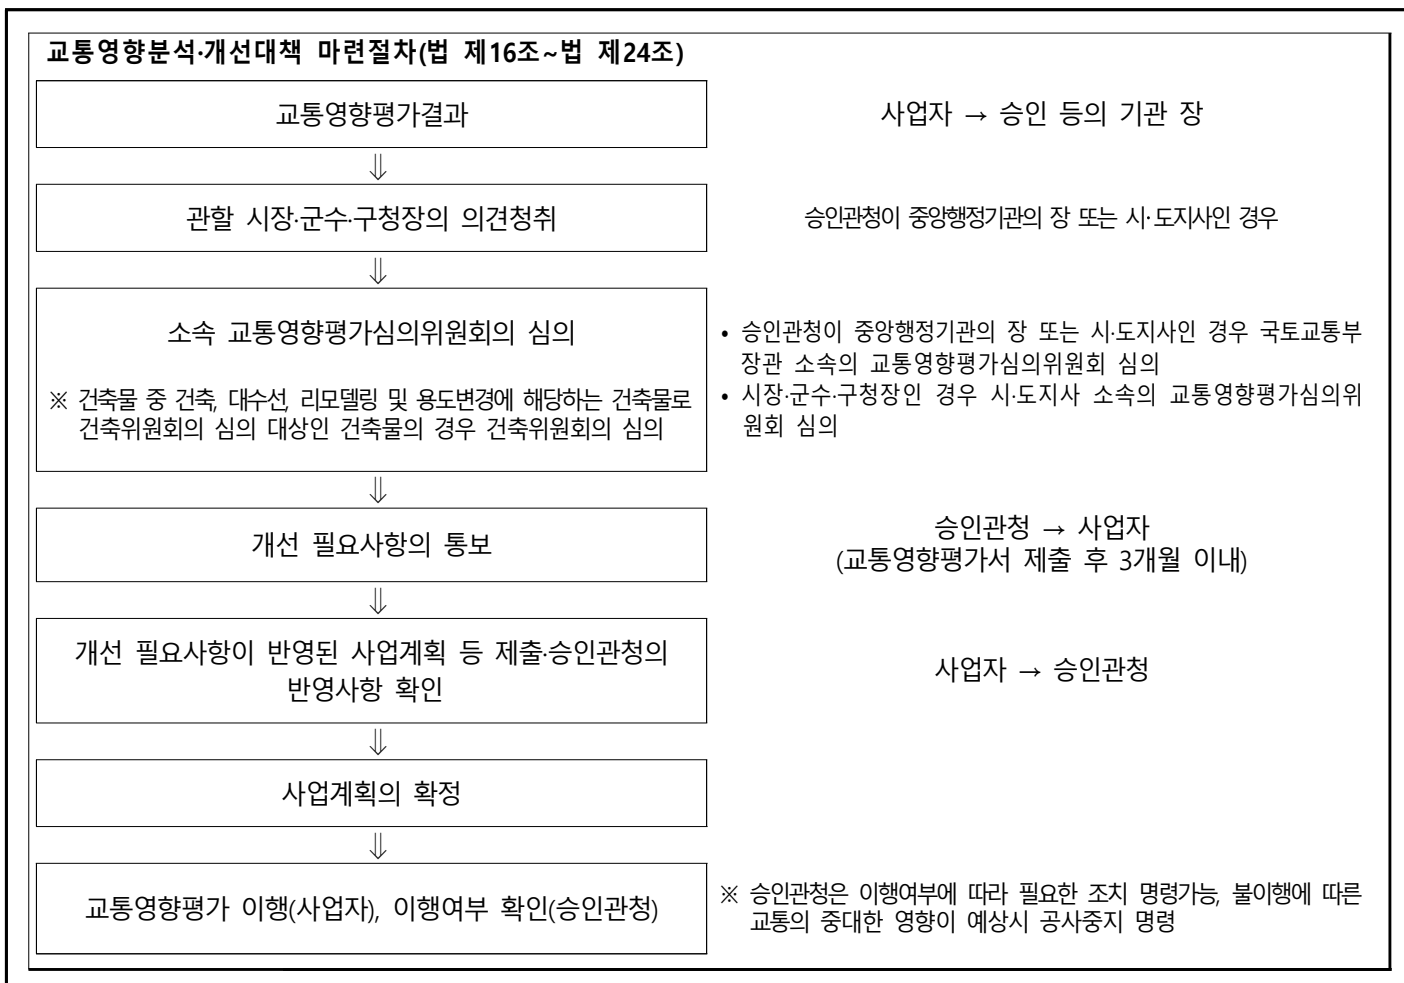 교통영향분석·개선대책 마련절차(법 제16조~법 제24조)
교통영향평가결과
사업자 → 승인 등의 기관 장
⇓
관할 시장·군수·구청장의 의견청취
승인관청이 중앙행정기관의 장 또는 시·도지사인 경우
⇓
소속 교통영향평가심의위원회의 심의
※ 건축물 중 건축, 대수선, 리모델링 및 용도변경에 해당하는 건축물로
건축위원회의 심의 대상인 건축물의 경우 건축위원회의 심의
• 승인관청이 중앙행정기관의 장 또는 시·도지사인 경우 국토교통부
장관 소속의 교통영향평가심의위원회 심의
• 시장·군수·구청장인 경우 시·도지사 소속의 교통영향평가심의위
원회 심의
⇓
개선 필요사항의 통보
승인관청 → 사업자
(교통영향평가서 제출 후 3개월 이내)
⇓
개선 필요사항이 반영된 사업계획 등 제출·승인관청의
반영사항 확인
사업자 → 승인관청
⇓
사업계획의 확정
⇓
교통영향평가 이행(사업자), 이행여부 확인(승인관청)
※ 승인관청은 이행여부에 따라 필요한 조치 명령가능, 불이행에 따른
교통의 중대한 영향이 예상시 공사중지 명령